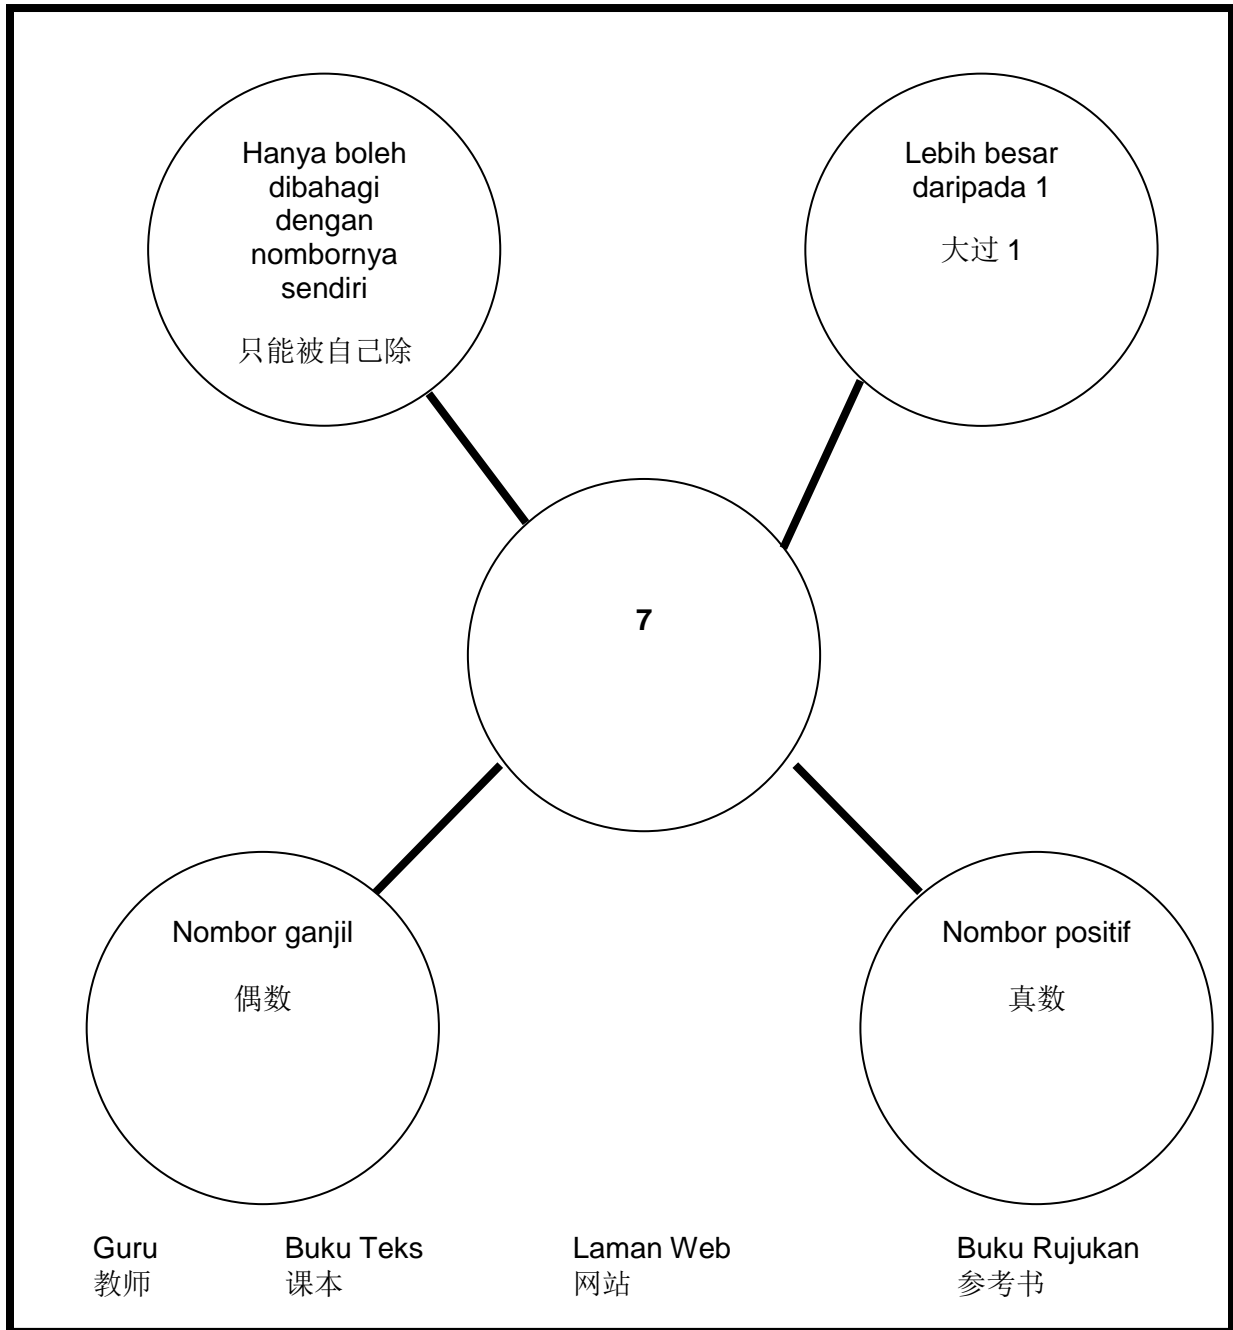 Hanya boleh
dibahagi
dengan
nombornya
sendiri
只能被自己除
Lebih besar
daripada 1
大过 1
7
Nombor ganjil
偶数
Nombor positif
真数
Guru
教师
Buku Teks
课本
Laman Web
网站
Buku Rujukan
参考书